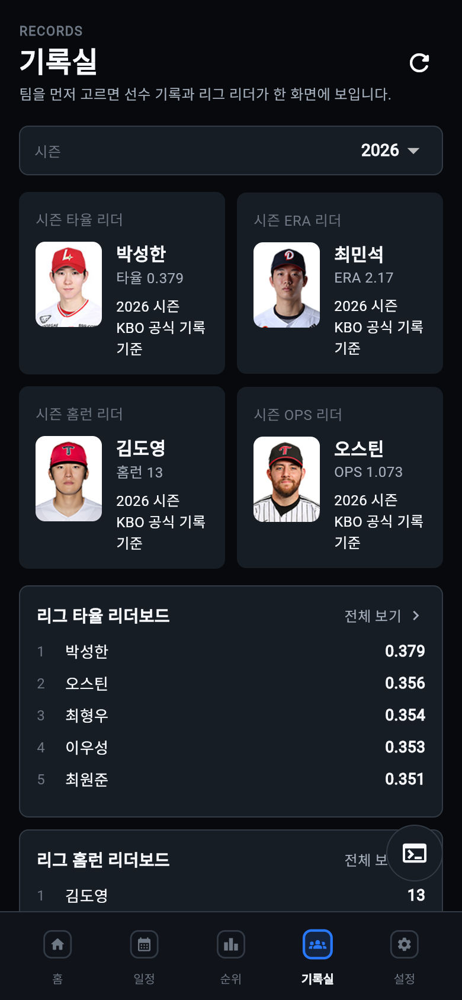 RECORDS
기록실
팀을 먼저 고르면 선수 기록과 리그 리더가 한 화면에 보입니다.
시즌 2026
시즌 타율 리더
박성한
타율 0.379
2026 시즌
KBO 공식 기록
기준
시즌 ERA 리더
최민석
ERA 2.17
2026 시즌
KBO 공식 기록
기준
시즌 홈런 리더
김도영
홈런 13
2026 시즌
KBO 공식 기록
기준
시즌 OPS 리더
오스틴
OPS 1.073
2026 시즌
KBO 공식 기록
기준
리그 타율 리더보드 전체 보기
1 박성한 0.379
2 오스틴 0.356
3 최형우 0.354
4 이우성 0.353
5 최원준 0.351
리그 홈런 리더보드 전체 보
1 김도영 13
홈 일정 순위 기록실 설정